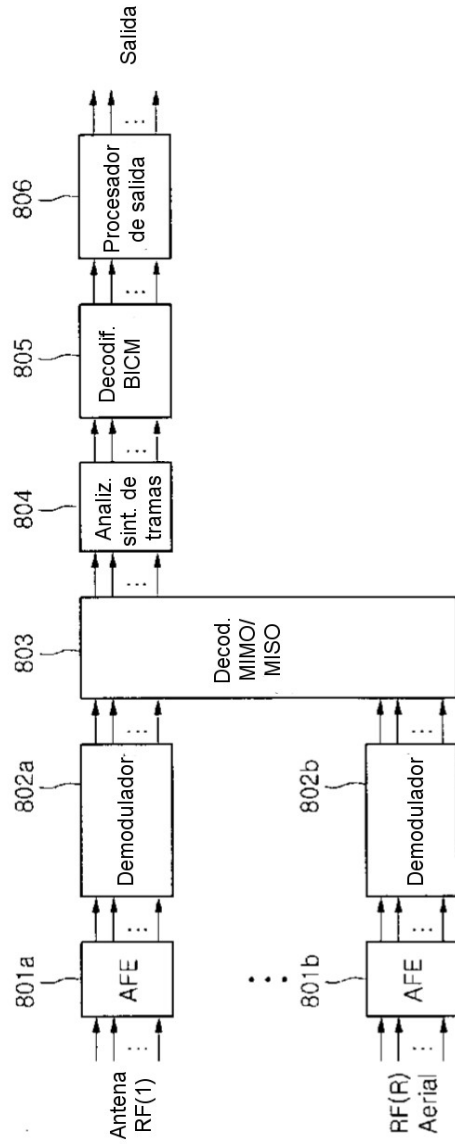 801a
802a
803
804
805
806
Antena
RF(1)
AFE
Demodulador
Decod.
MIMO/
MISO
Analiz.
sint. de
tramas
Decodif.
BICM
Procesador
de salida
Salida
801b
802b
RF(R)
Aerial
AFE
Demodulador